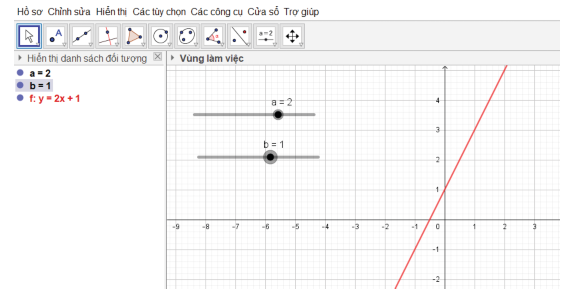 Hồ sơ Chỉnh sửa Hiển thị Các tùy chọn Các công cụ Cửa sổ Trợ giúp
A a=2
Hiển thị danh sách đối tượng Vùng làm việc
a = 2
b = 1
f: y = 2x + 1
a = 2
b = 1
4
3
2
1
-9 -8 -7 -6 -5 -4 -3 -2 -1 0 1 2 3
-1
-2